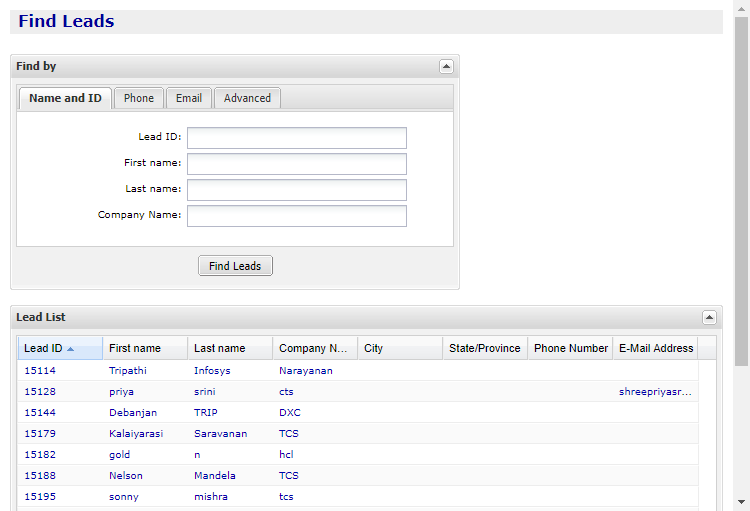 Find Leads
Find by
Name and ID Phone Email Advanced
Lead ID:
First name:
Last name:
Company Name:
Find Leads
Lead List
Lead ID First name Last name Company N... City State/Province Phone Number E-Mail Address
15114 Tripathi Infosys Narayanan
15128 priya srini cts shreepriyasr...
15144 Debanjan TRIP DXC
15179 Kalaiyarasi Saravanan TCS
15182 gold n hcl
15188 Nelson Mandela TCS
15195 sonny mishra tcs